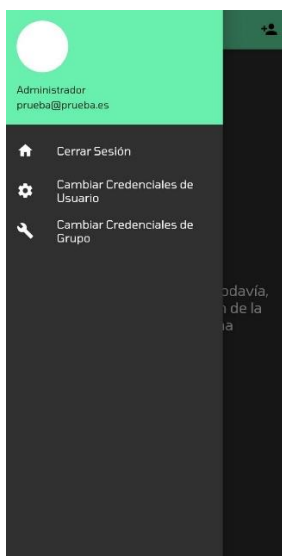 Administrador
prueba@prueba.es
Cerrar Sesión
Cambiar Credenciales de
Usuario
Cambiar Credenciales de
Grupo
odavía,
n de la
na